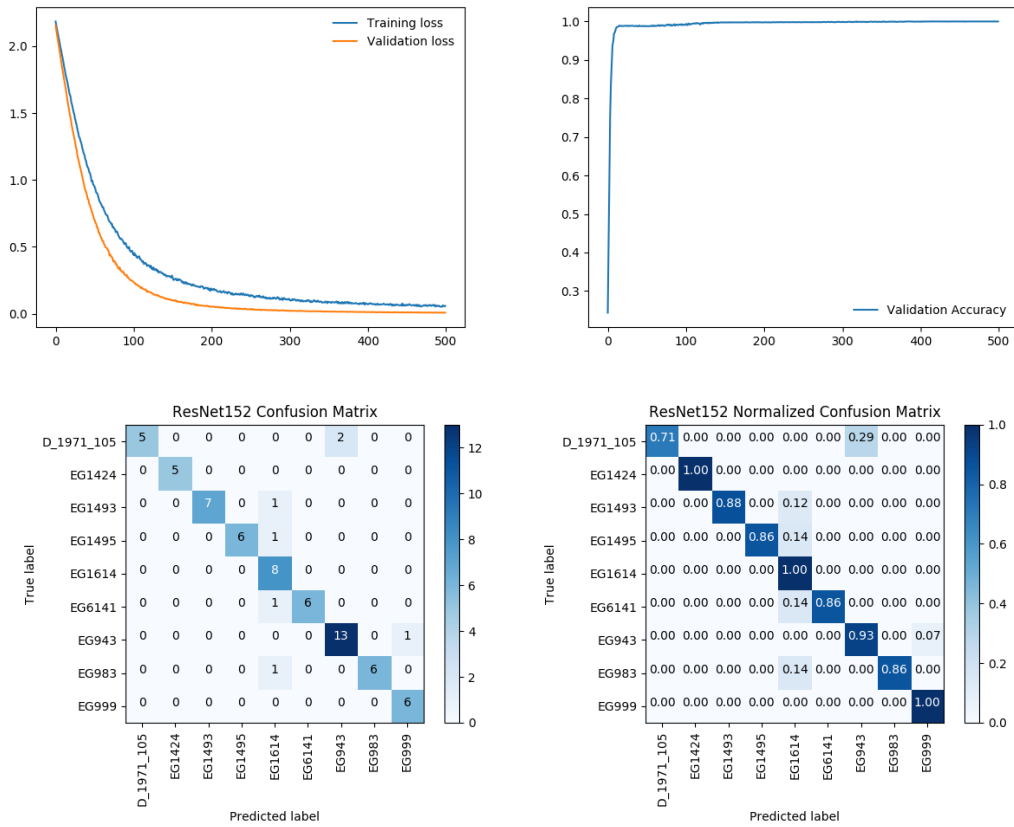 Training loss
Validation loss
2.0
1.5
1.0
0.5
0.0
0 100 200 300 400 500
1.0
0.9
0.8
0.7
0.6
0.5
0.4
0.3
Validation Accuracy
0 100 200 300 400 500
ResNet152 Confusion Matrix
True label
D_1971_105 5 0 0 0 0 0 2 0 0
EG1424 0 5 0 0 0 0 0 0 0
EG1493 0 0 7 0 1 0 0 0 0
EG1495 0 0 0 6 1 0 0 0 0
EG1614 0 0 0 0 8 0 0 0 0
EG6141 0 0 0 0 1 6 0 0 0
EG943 0 0 0 0 0 0 13 0 1
EG983 0 0 0 0 1 0 0 6 0
EG999 0 0 0 0 0 0 0 0 6
D_1971_105 EG1424 EG1493 EG1495 EG1614 EG6141 EG943 EG983 EG999
Predicted label
12
10
8
6
4
2
0
ResNet152 Normalized Confusion Matrix
True label
D_1971_105 0.71 0.00 0.00 0.00 0.00 0.00 0.29 0.00 0.00
EG1424 0.00 1.00 0.00 0.00 0.00 0.00 0.00 0.00 0.00
EG1493 0.00 0.00 0.88 0.00 0.12 0.00 0.00 0.00 0.00
EG1495 0.00 0.00 0.00 0.86 0.14 0.00 0.00 0.00 0.00
EG1614 0.00 0.00 0.00 0.00 1.00 0.00 0.00 0.00 0.00
EG6141 0.00 0.00 0.00 0.00 0.14 0.86 0.00 0.00 0.00
EG943 0.00 0.00 0.00 0.00 0.00 0.00 0.93 0.00 0.07
EG983 0.00 0.00 0.00 0.00 0.14 0.00 0.00 0.86 0.00
EG999 0.00 0.00 0.00 0.00 0.00 0.00 0.00 0.00 1.00
D_1971_105 EG1424 EG1493 EG1495 EG1614 EG6141 EG943 EG983 EG999
Predicted label
1.0
0.8
0.6
0.4
0.2
0.0